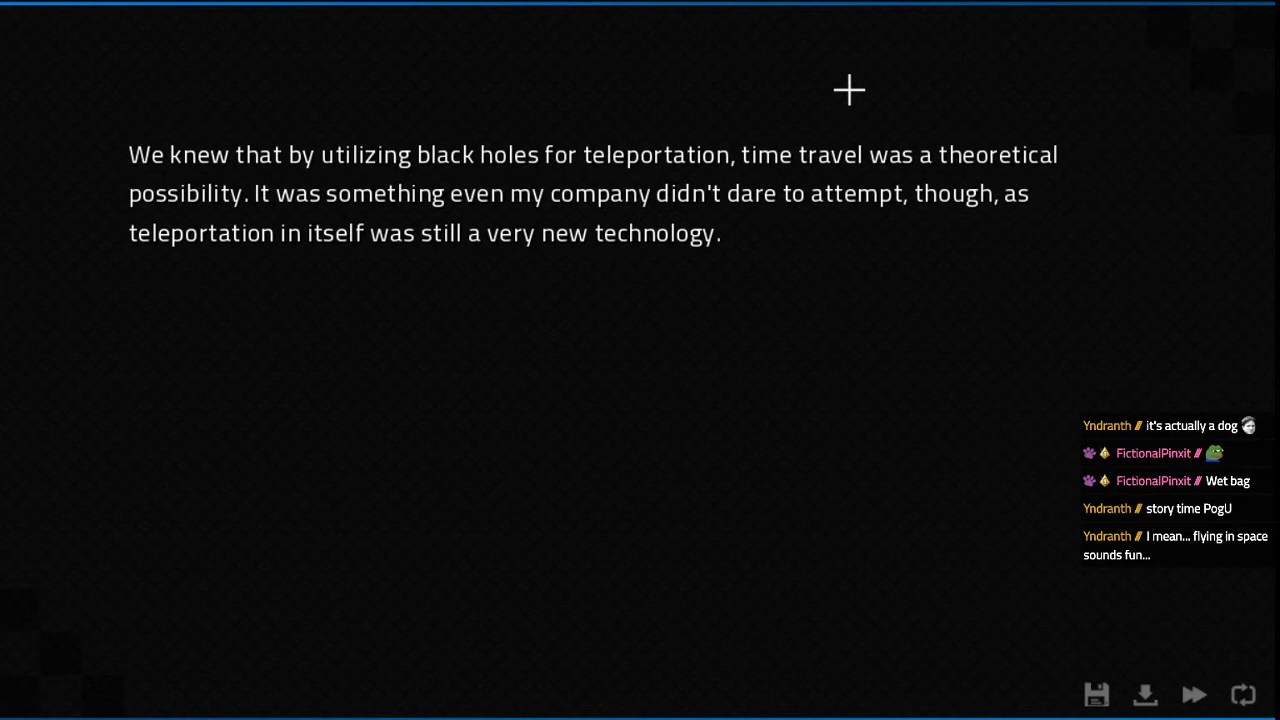 We knew that by utilizing black holes for teleportation, time travel was a theoretical
possibility. It was something even my company didn't dare to attempt, though, as
teleportation in itself was still a very new technology.
Yndranth // it's actually a dog
FictionalPinxit //
FictionalPinxit // Wet bag
Yndranth // story time PogU
Yndranth // I mean... flying in space
sounds fun...